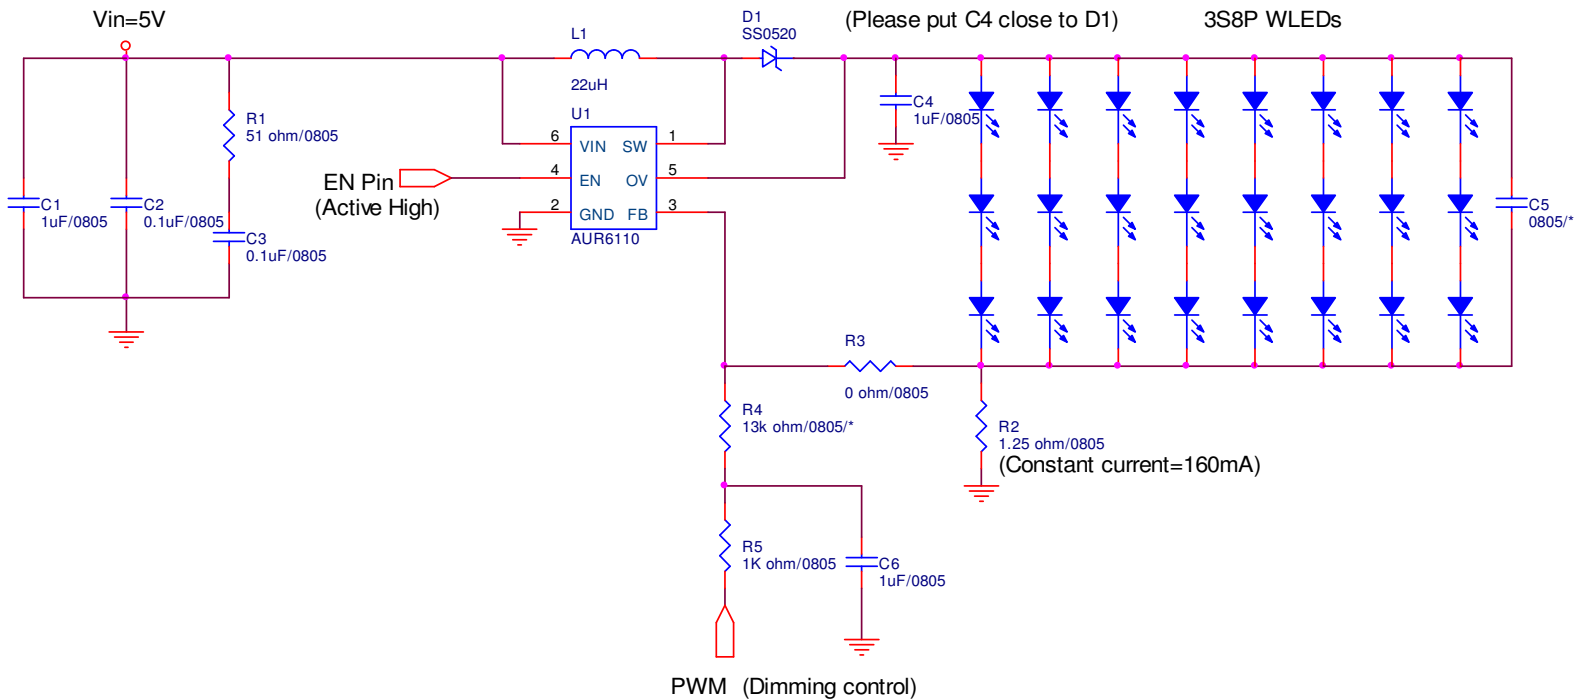 Vin=5V
D1
SS0520
(Please put C4 close to D1)
3S8P WLEDs
L1
22uH
R1
51 ohm/0805
C4
1uF/0805
U1
6
VIN
SW
1
4
EN
OV
5
2
GND
FB
3
AUR6110
EN Pin
(Active High)
C1
1uF/0805
C2
0.1uF/0805
C3
0.1uF/0805
C5
0805/*
R3
0 ohm/0805
R4
13k ohm/0805/*
R2
1.25 ohm/0805
(Constant current=160mA)
R5
1K ohm/0805
C6
1uF/0805
PWM (Dimming control)